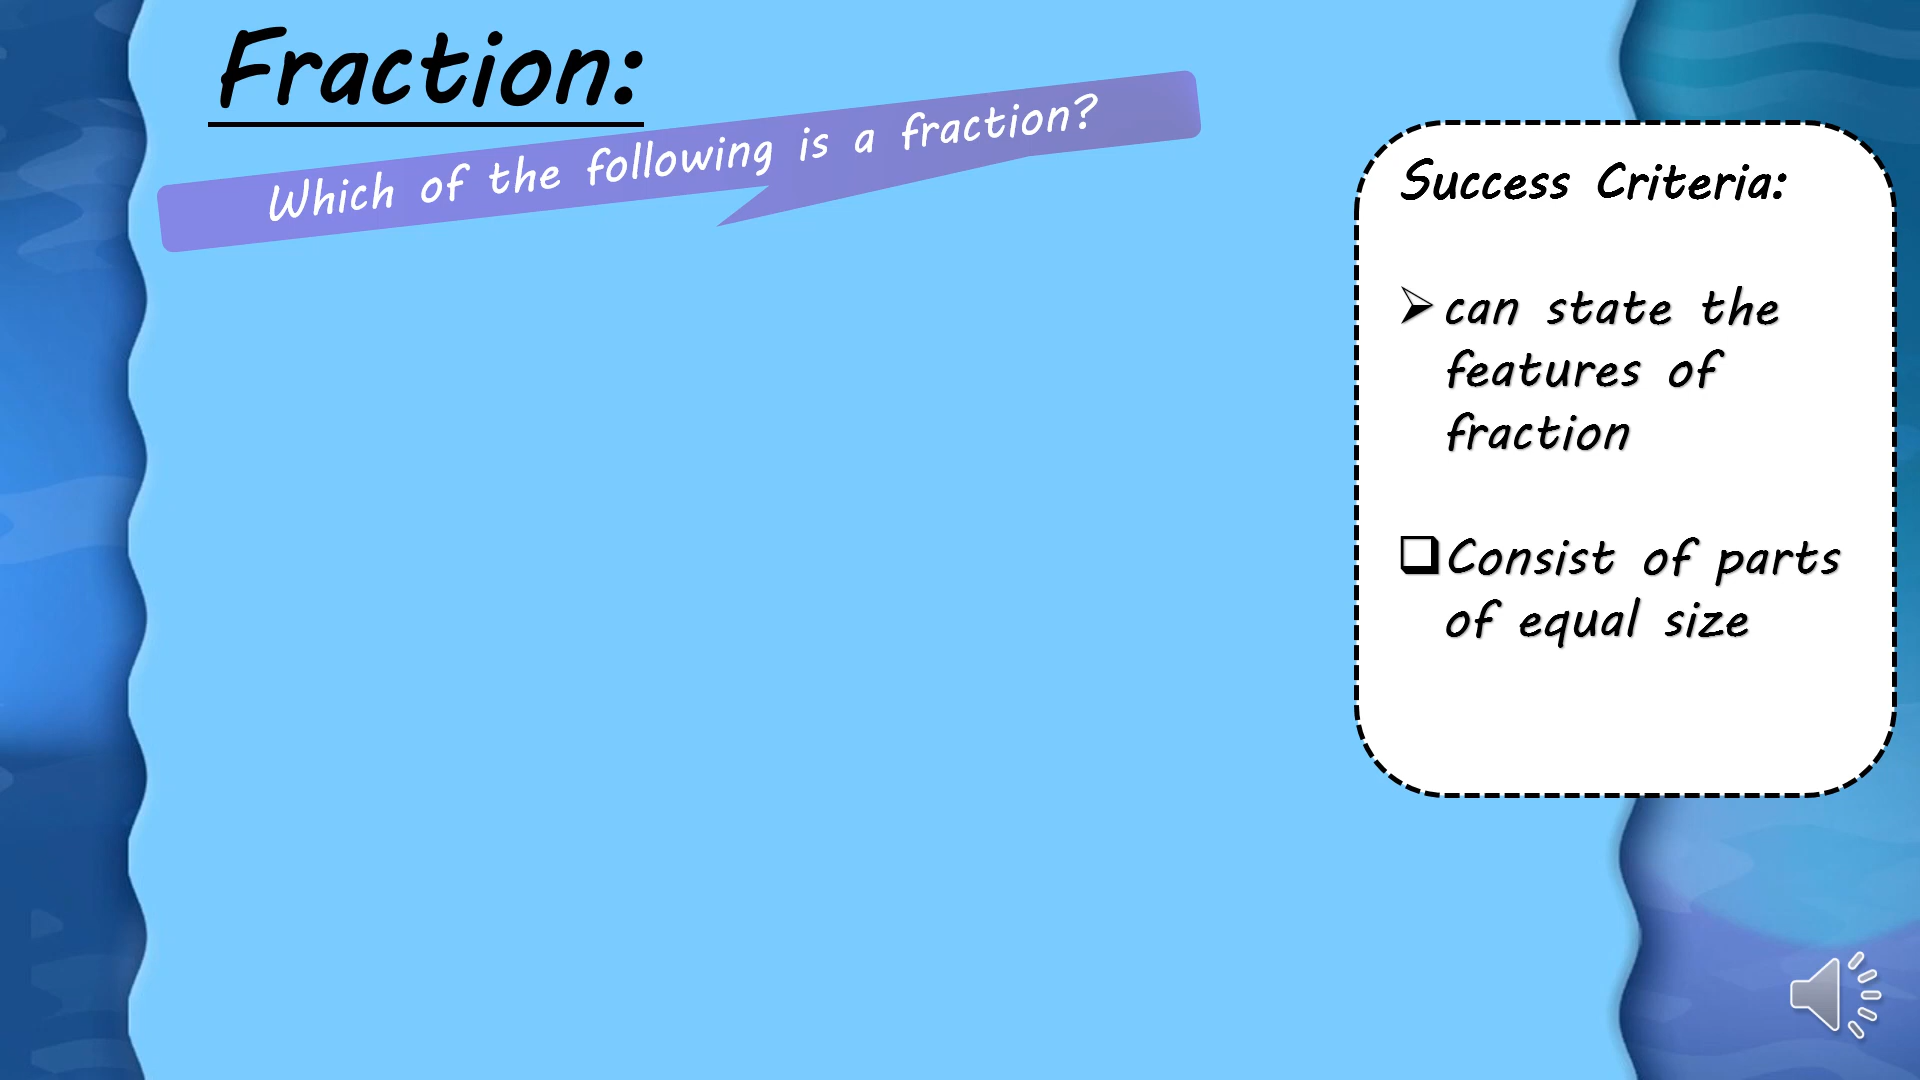 Fraction:
Which of the following is a fraction?
Success Criteria:
can state the
features of
fraction
Consist of parts
of equal size